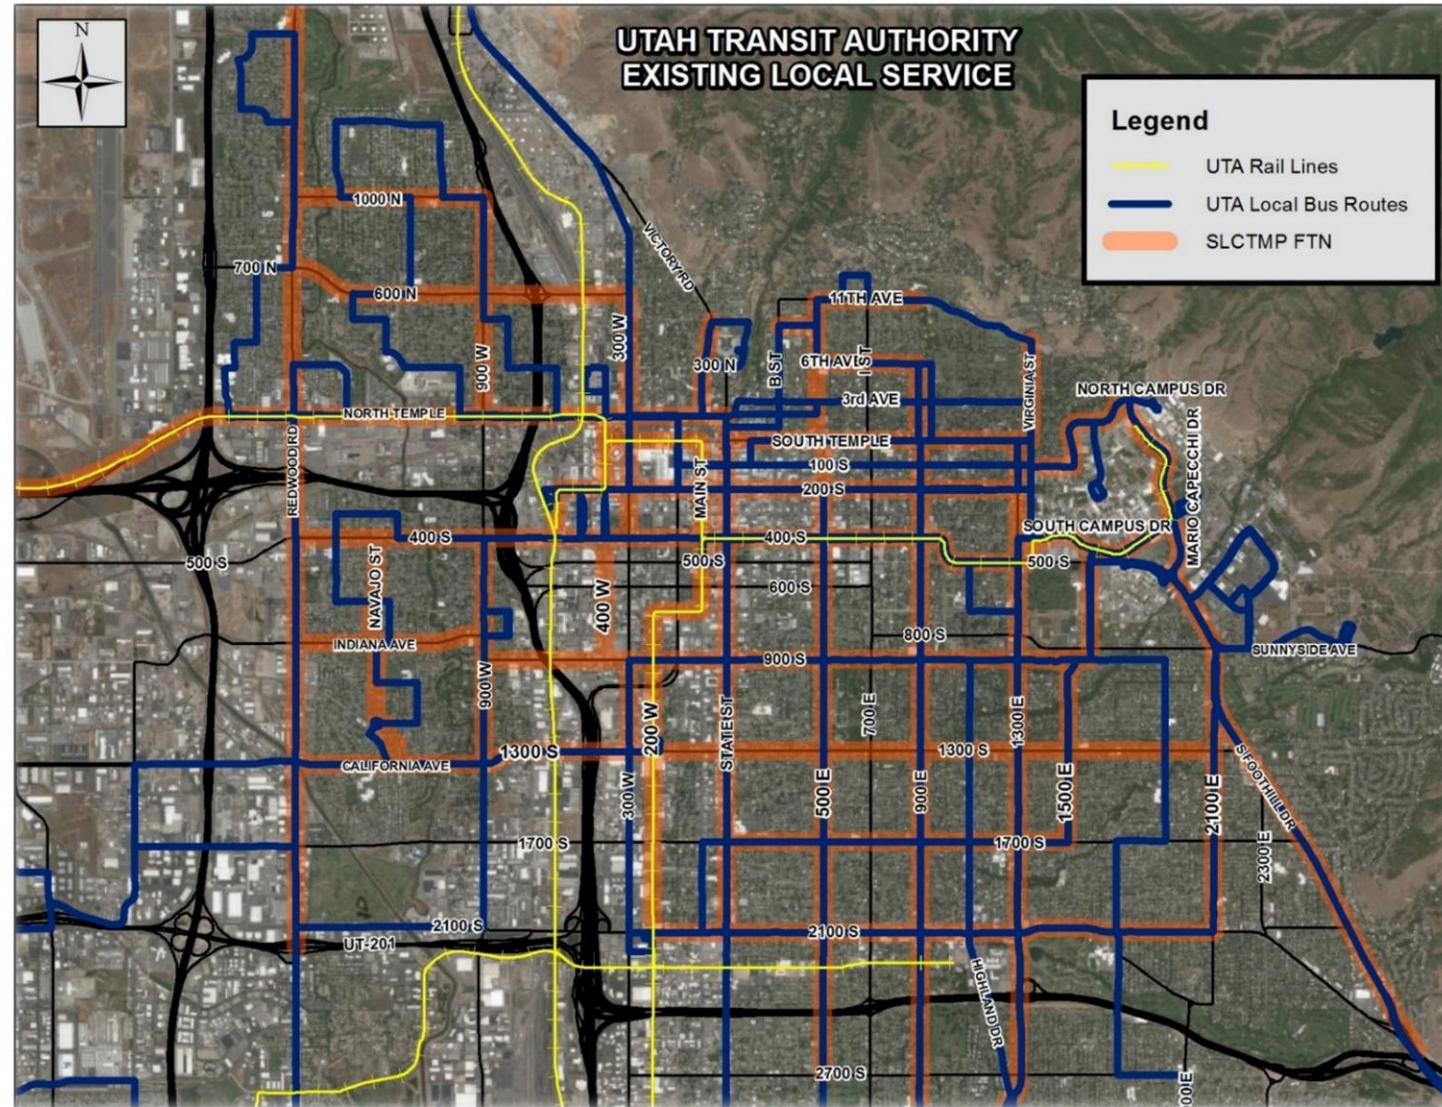 N
UTAH TRANSIT AUTHORITY
EXISTING LOCAL SERVICE
Legend
UTA Rail Lines
UTA Local Bus Routes
SLCTMP FTN
1000 N
VICTORY RD
700 N
600 N
11TH AVE
300 W
900 W
300 N
B ST
6TH AVE
I ST
VIRGINIA ST
NORTH CAMPUS DR
3rd AVE
NORTH TEMPLE
MARIO CAPECCHI DR
REDWOOD RD
SOUTH TEMPLE
100 S
MAIN ST
200 S
SOUTH CAMPUS DR
400 S
400 S
500 S
500 S
500 S
NAVAJO ST
400 W
600 S
800 S
INDIANA AVE
SUNNYSIDE AVE
900 S
900 W
200 W
STATE ST
700 E
1300 E
1300 S
1300 S
CALIFORNIA AVE
S FOOTHILL DR
300 W
500 E
900 E
1500 E
2100 E
1700 S
1700 S
2300 E
2100 S
2100 S
UT-201
HIGHLAND DR
2700 S
00 E